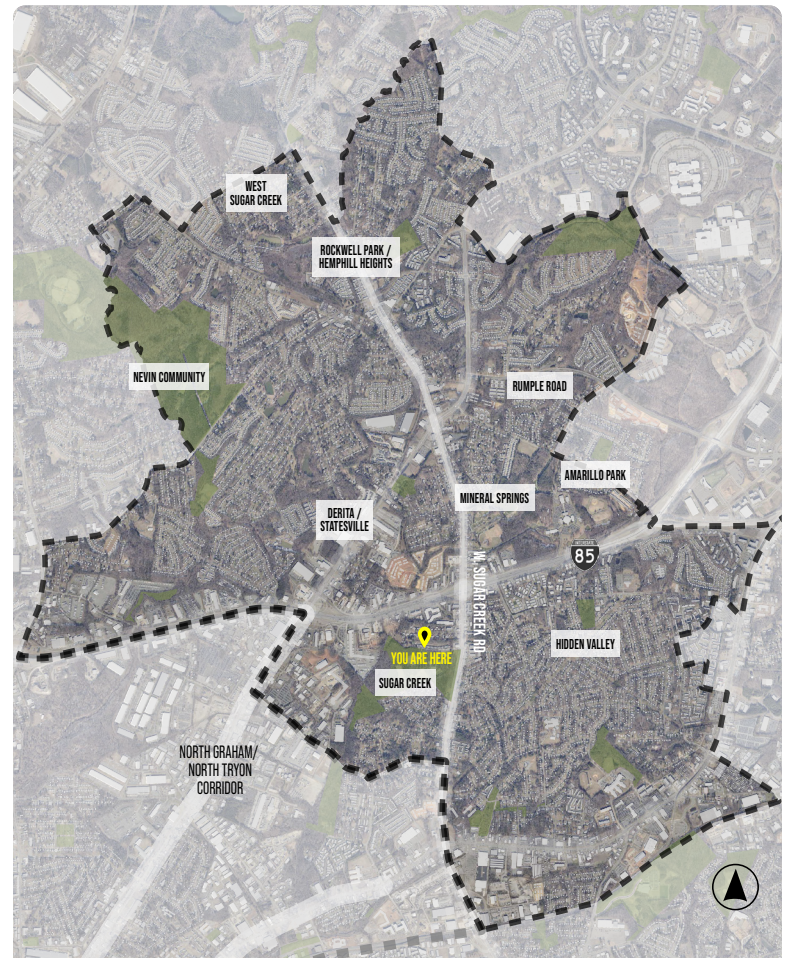 WEST
SUGAR CREEK
ROCKWELL PARK /
HEMPHILL HEIGHTS
NEVIN COMMUNITY
RUMPLE ROAD
AMARILLO PARK
MINERAL SPRINGS
DERITA /
STATESVILLE
INTERSTATE
85
W. SUGAR CREEK RD
HIDDEN VALLEY
YOU ARE HERE
SUGAR CREEK
NORTH GRAHAM/
NORTH TRYON
CORRIDOR